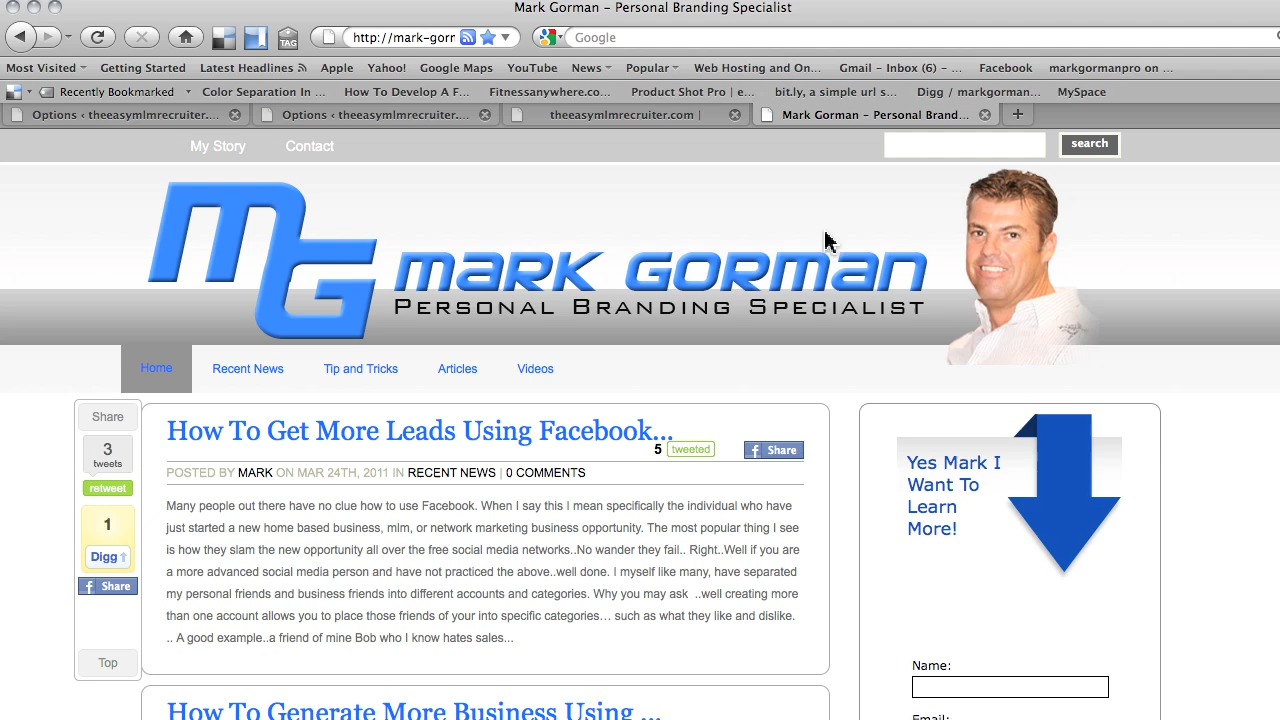 Mark Gorman – Personal Branding Specialist
TAG
http://mark-gorr
Google
Most Visited
Getting Started
Latest Headlines
Apple
Yahoo!
Google Maps
YouTube
News
Popular
Web Hosting and On...
Gmail – Inbox (6) – ...
Facebook
markgormanpro on ...
Recently Bookmarked
Color Separation In ...
How To Develop A F...
Fitnessanywhere.co...
Product Shot Pro | e...
bit.ly, a simple url s...
Digg / markgorman...
MySpace
Options ‹ theeasymlmrecruiter....
Options ‹ theeasymlmrecruiter....
theeasymlmrecruiter.com |
Mark Gorman – Personal Brand...
My Story
Contact
search
MG
MARK GORMAN
PERSONAL BRANDING SPECIALIST
Home
Recent News
Tip and Tricks
Articles
Videos
Share
3
tweets
retweet
1
Digg
Share
Top
How To Get More Leads Using Facebook...
5 tweeted
Share
POSTED BY MARK ON MAR 24TH, 2011 IN RECENT NEWS | 0 COMMENTS
Many people out there have no clue how to use Facebook. When I say this I mean specifically the individual who have
just started a new home based business, mlm, or network marketing business opportunity. The most popular thing I see
is how they slam the new opportunity all over the free social media networks..No wander they fail.. Right..Well if you are
a more advanced social media person and have not practiced the above..well done. I myself like many, have separated
my personal friends and business friends into different accounts and categories. Why you may ask ..well creating more
than one account allows you to place those friends of your into specific categories… such as what they like and dislike.
.. A good example..a friend of mine Bob who I know hates sales...
How To Generate More Business Using ...
Yes Mark I
Want To
Learn
More!
Name:
Email: